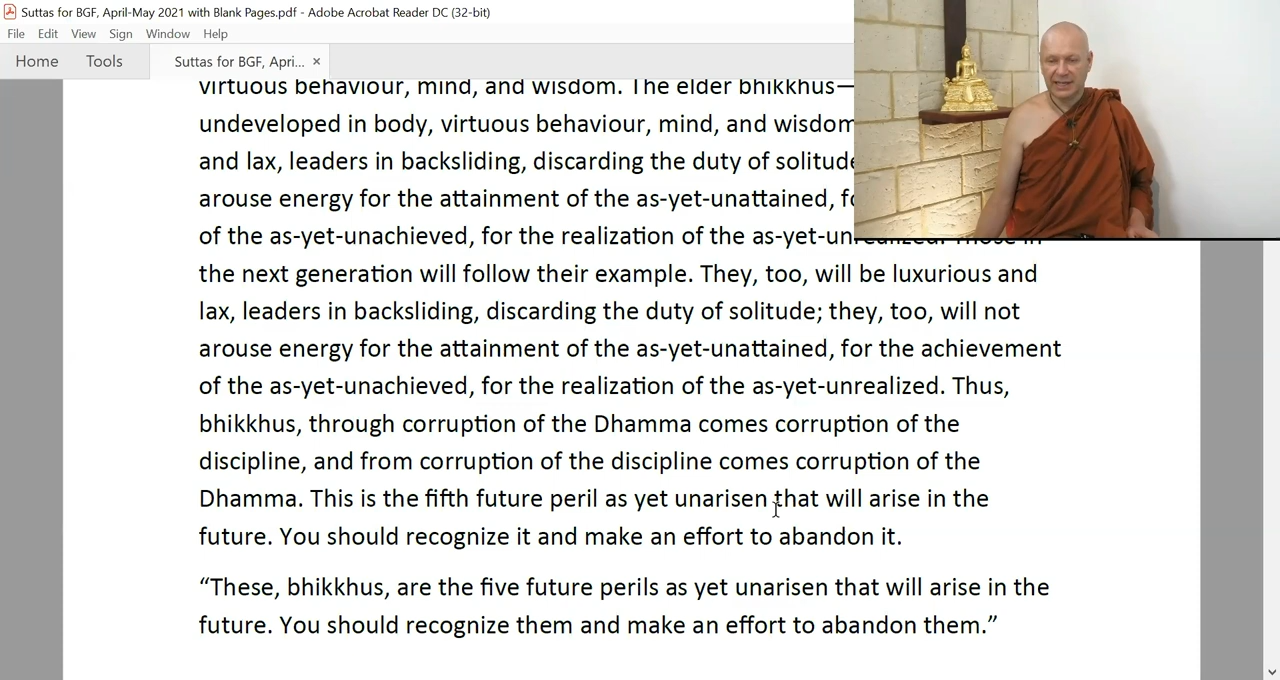 Suttas for BGF, April-May 2021 with Blank Pages.pdf - Adobe Acrobat Reader DC (32-bit)
File Edit View Sign Window Help
Home Tools Suttas for BGF, Apri... ×
virtuous behaviour, mind, and wisdom. The elder bhikkhus—
undeveloped in body, virtuous behaviour, mind, and wisdom
and lax, leaders in backsliding, discarding the duty of solitude
arouse energy for the attainment of the as-yet-unattained,
of the as-yet-unachieved, for the realization of the as-yet-unrealized. Those in
the next generation will follow their example. They, too, will be luxurious and
lax, leaders in backsliding, discarding the duty of solitude; they, too, will not
arouse energy for the attainment of the as-yet-unattained, for the achievement
of the as-yet-unachieved, for the realization of the as-yet-unrealized. Thus,
bhikkhus, through corruption of the Dhamma comes corruption of the
discipline, and from corruption of the discipline comes corruption of the
Dhamma. This is the fifth future peril as yet unarisen that will arise in the
future. You should recognize it and make an effort to abandon it.
“These, bhikkhus, are the five future perils as yet unarisen that will arise in the
future. You should recognize them and make an effort to abandon them.”